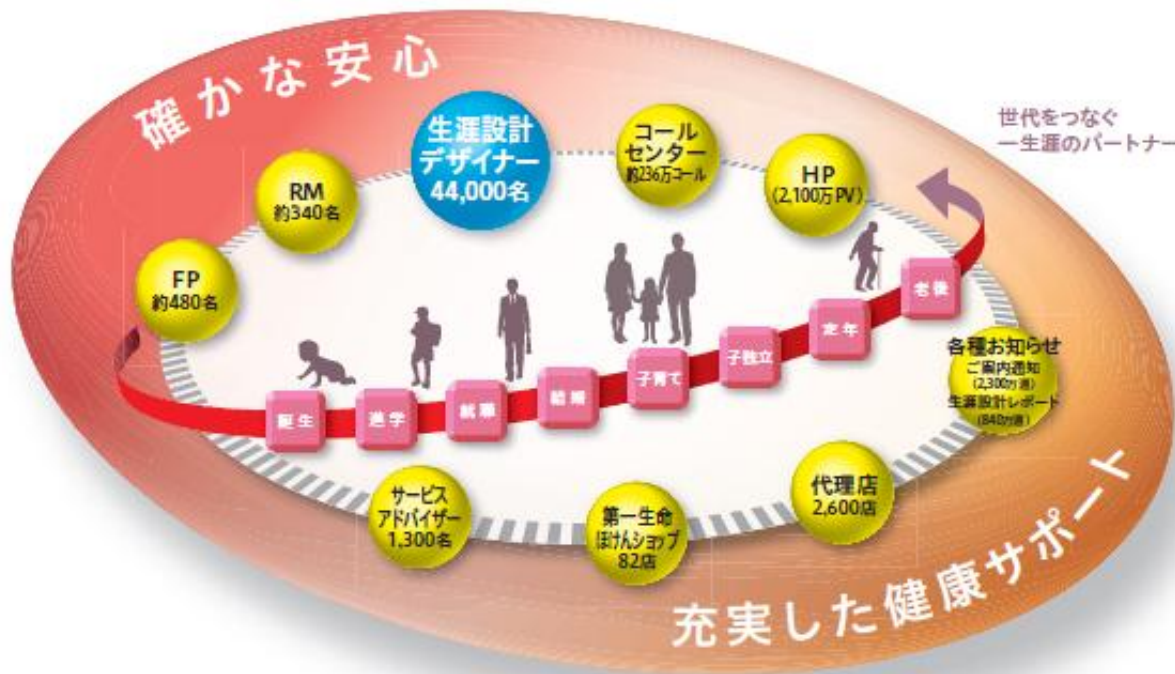 確かな安心
生涯設計
デザイナー
44,000名
コール
センター
約236万コール
HP
(2,100万PV)
世代をつなぐ
一生涯のパートナー
RM
約340名
FP
約480名
誕生
進学
就職
結婚
子育て
子独立
定年
老後
各種お知らせ
ご案内通知
(2,300万通)
生涯設計レポート
(840万通)
サービス
アドバイザー
1,300名
第一生命
ほけんショップ
82店
代理店
2,600店
充実した健康サポート